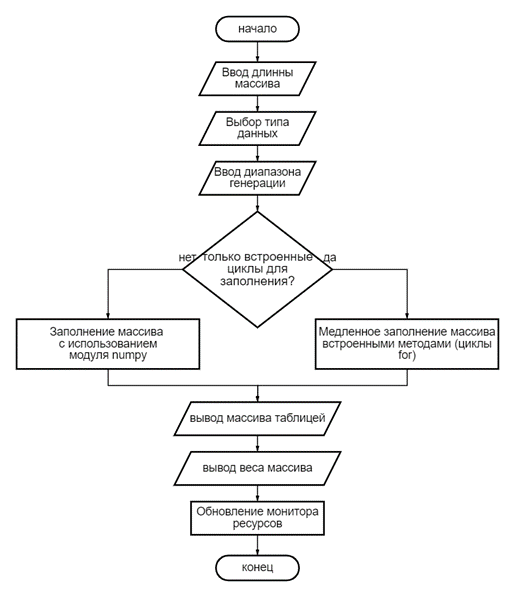 начало
Ввод длинны
массива
Выбор типа
данных
Ввод диапазона
генерации
нет
только встроенные
циклы для
заполнения?
да
Заполнение массива
с использованием
модуля numpy
Медленное заполнение массива
встроенными методами (циклы
for)
вывод массива таблицей
вывод веса массива
Обновление монитора
ресурсов
конец